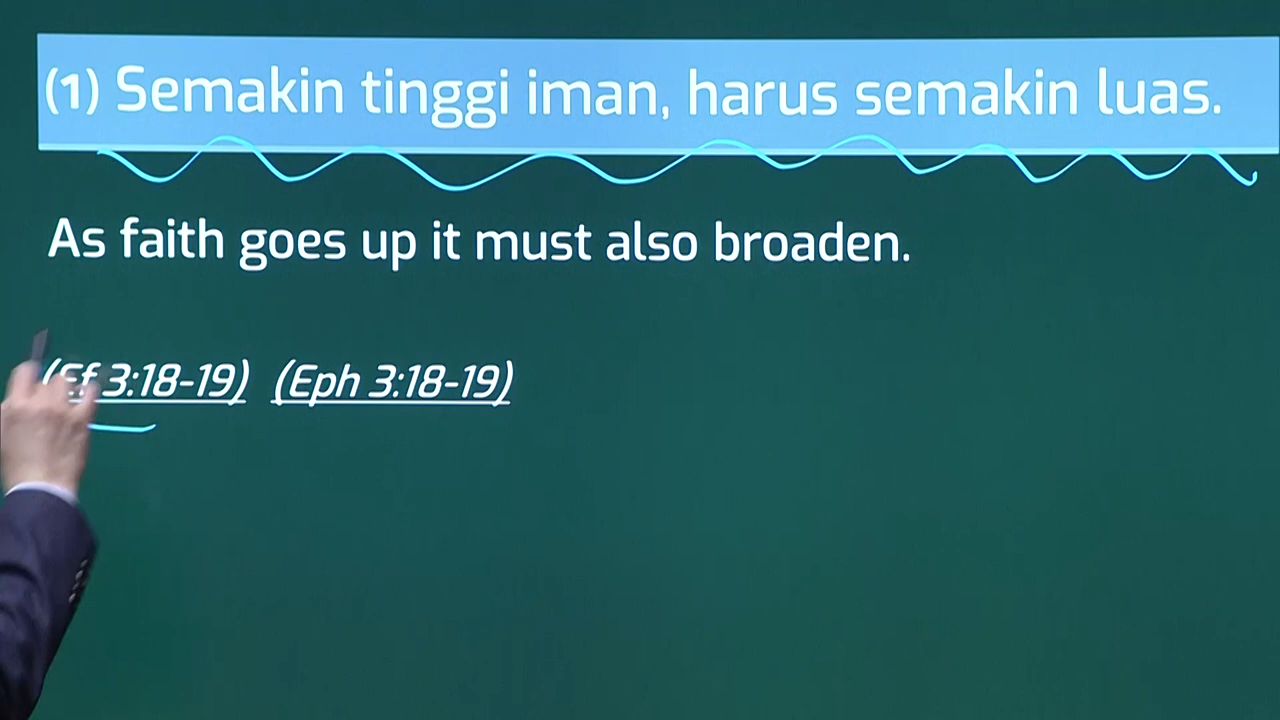 (1) Semakin tinggi iman, harus semakin luas.
As faith goes up it must also broaden.
(Ef 3:18-19) (Eph 3:18-19)